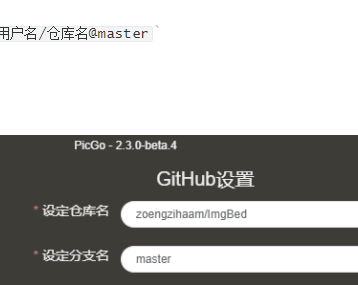 用户名/仓库名@master`
PicGo - 2.3.0-beta.4
GitHub设置
* 设定仓库名
zoengzihaam/ImgBed
* 设定分支名
master